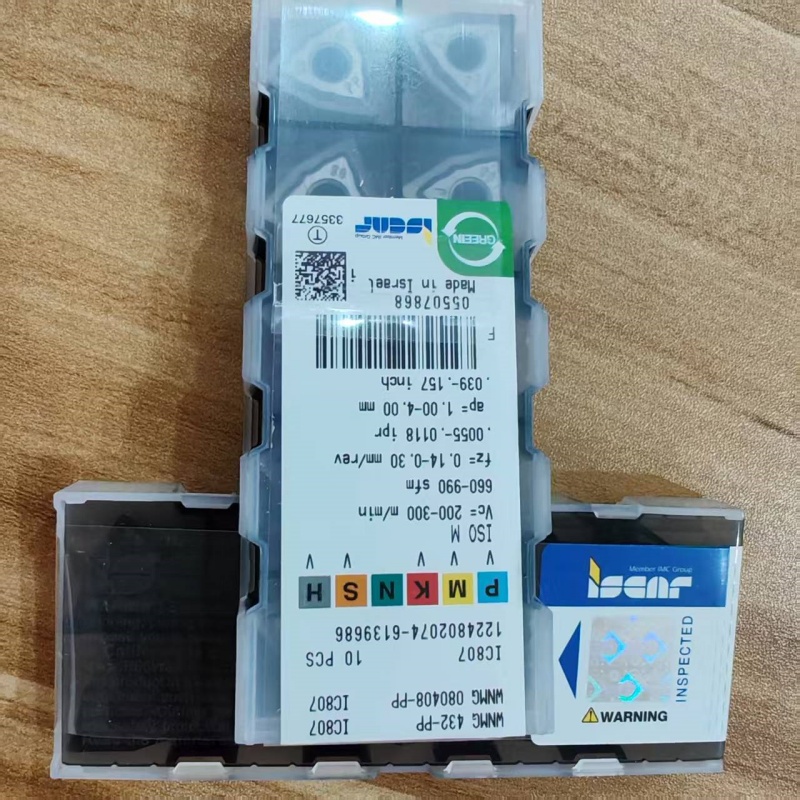 WNMG 432-PP IC807
WNMG 080408-PP IC807
IC807 10 PCS
1224802074-6139686
P M K N S H
V V V V V
ISO M
Vc= 200-300 m/min
660-990 sfm
fz= 0.14-0.30 mm/rev
.0055-.0118 ipr
ap= 1.00-4.00 mm
.039-.157 inch
F
05507868
Made in Israel
1
GREEN
Member IMC Group
iscar
T
3357677
Member IMC Group
iscar
INSPECTED
WARNING